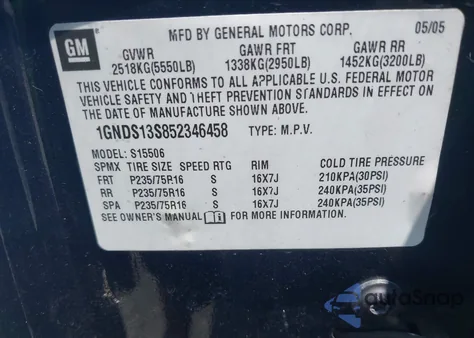 GM
MFD BY GENERAL MOTORS CORP. 05/05
GVWR GAWR FRT GAWR RR
2518KG(5550LB) 1338KG(2950LB) 1452KG(3200LB)
THIS VEHICLE CONFORMS TO ALL APPLICABLE U.S. FEDERAL MOTOR
VEHICLE SAFETY AND THEFT PREVENTION STANDARDS IN EFFECT ON
THE DATE OF MANUFACTURE SHOWN ABOVE.
1GNDS13S852346458 TYPE: M.P.V.
MODEL: S15506
SPMX TIRE SIZE SPEED RTG RIM COLD TIRE PRESSURE
FRT P235/75R16 S 16X7J 210KPA(30PSI)
RR P235/75R16 S 16X7J 240KPA(35PSI)
SPA P235/75R16 S 16X7J 240KPA(35PSI)
SEE OWNER'S MANUAL FOR MORE INFORMATION
autoSnap